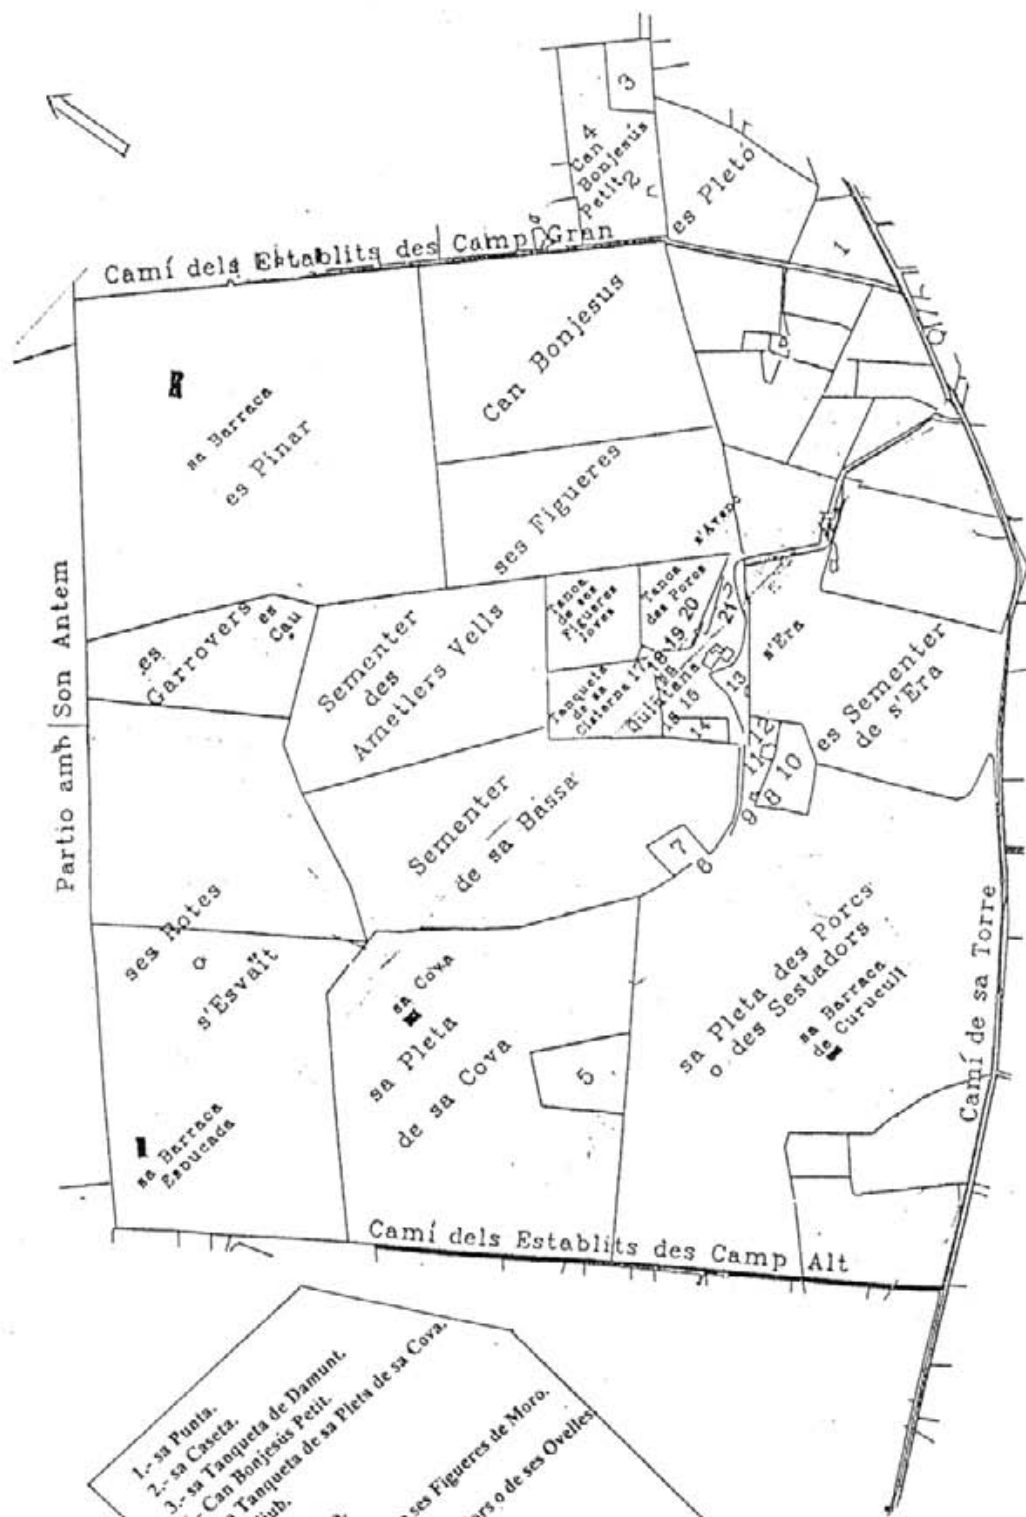 3
4
Can
Bonjesús
Petit
2
es Pletó
1
Camí dels Establits des Camp Gran
Can Bonjesus
sa Barraca
es Pinar
ses Figueres
s'Avenc
Partio amb Son Antem
es
Garrovers
es
Cau
Sementer
des
Ametlers Vells
Tanca
de ses
Figueres
Joves
Tanca
des Porcs
Tanqueta
de sa
Cisterna
17 18 19 20
21
Quintana
15
14
13
s'Era
es Sementer
de s'Era
12
11
10
9
8
7
6
Sementer
de sa Bassa
ses Rotes
s'Esvaït
sa Barraca
Esbucada
sa Cova
sa Pleta
de sa Cova
5
sa Pleta des Porcs
o des Sestadors
sa Barraca
de Curucull
Camí de sa Torre
Camí dels Establits des Camp Alt
1.- sa Punta.
2.- sa Caseta.
3.- sa Tanqueta de Damunt.
- Can Bonjesús Petit.
Tanqueta de sa Pleta de sa Cova.
ses Figueres de Moro.
o de ses Ovelles